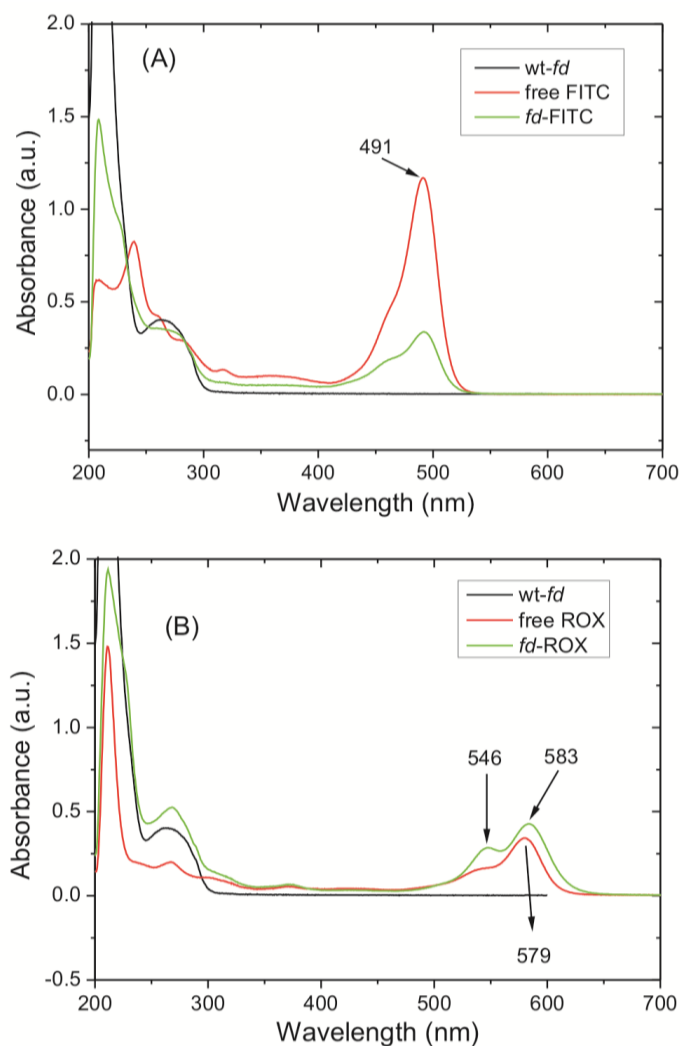 (A)
wt-fd
free FITC
fd-FITC
491
2.0
1.5
1.0
0.5
0.0
Absorbance (a.u.)
200 300 400 500 600 700
Wavelength (nm)
(B)
wt-fd
free ROX
fd-ROX
546
583
579
2.0
1.5
1.0
0.5
0.0
-0.5
Absorbance (a.u.)
200 300 400 500 600 700
Wavelength (nm)